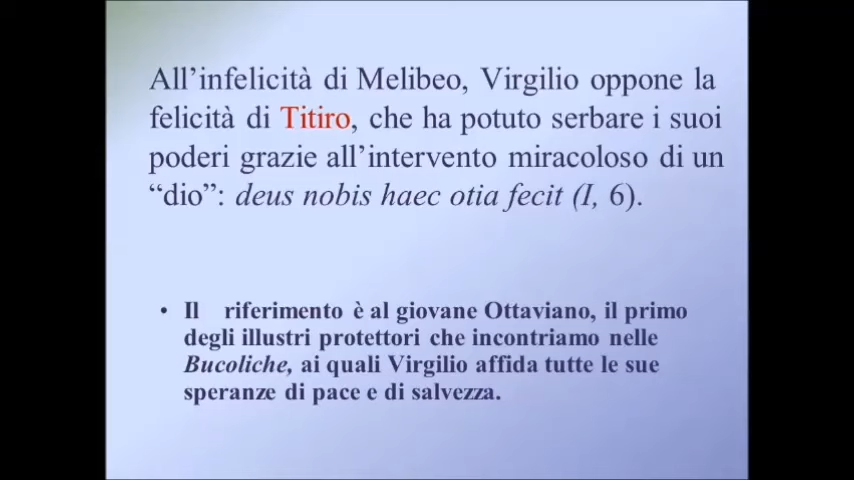 All’infelicità di Melibeo, Virgilio oppone la
felicità di Titiro, che ha potuto serbare i suoi
poderi grazie all’intervento miracoloso di un
“dio”: deus nobis haec otia fecit (I, 6).
• Il riferimento è al giovane Ottaviano, il primo
degli illustri protettori che incontriamo nelle
Bucoliche, ai quali Virgilio affida tutte le sue
speranze di pace e di salvezza.